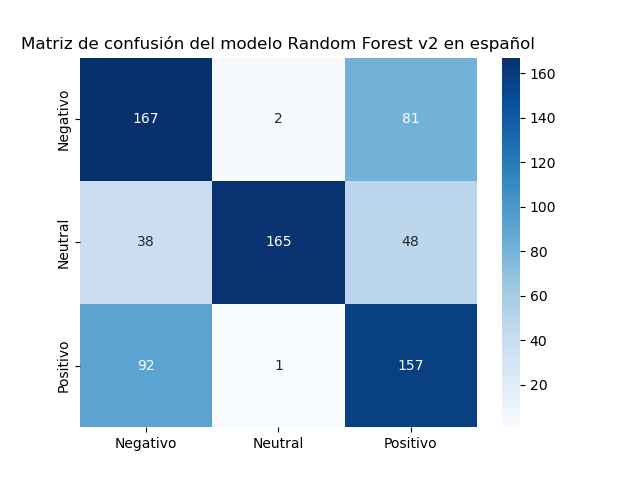 Matriz de confusión del modelo Random Forest v2 en español
Negativo
167
2
81
Neutral
38
165
48
Positivo
92
1
157
Negativo
Neutral
Positivo
160
140
120
100
80
60
40
20